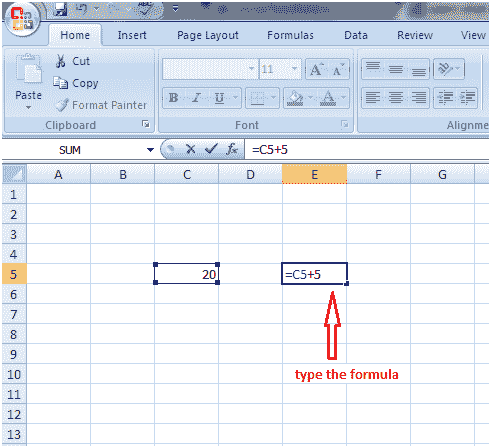 Home Insert Page Layout Formulas Data Review View
Paste
Cut
Copy
Format Painter
Clipboard
11 A A
B I U A
Font
Alignme
SUM fx =C5+5
A B C D E F G
1
2
3
4
5 20 =C5+5
6
7
8
9
10 type the formula
11
12
13